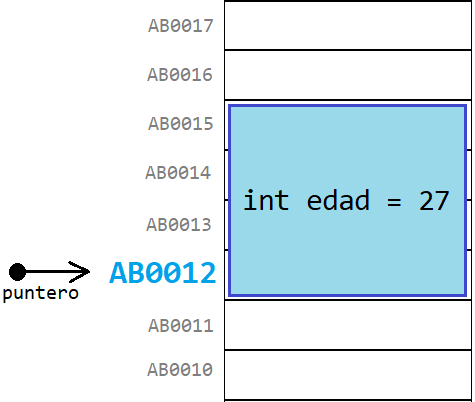 AB0017
AB0016
AB0015
AB0014
int edad = 27
AB0013
AB0012
puntero
AB0011
AB0010